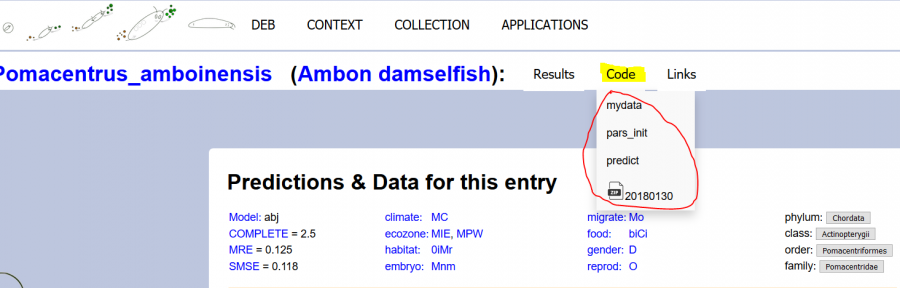 DEB CONTEXT COLLECTION APPLICATIONS
Pomacentrus_amboinensis (Ambon damselfish): Results Code Links
mydata
pars_init
predict
ZIP 20180130
Predictions & Data for this entry
Model: abj climate: MC migrate: Mo phylum: Chordata
COMPLETE = 2.5 ecozone: MIE, MPW food: biCi class: Actinopterygii
MRE = 0.125 habitat: 0iMr gender: D order: Pomacentriformes
SMSE = 0.118 embryo: Mnm reprod: O family: Pomacentridae